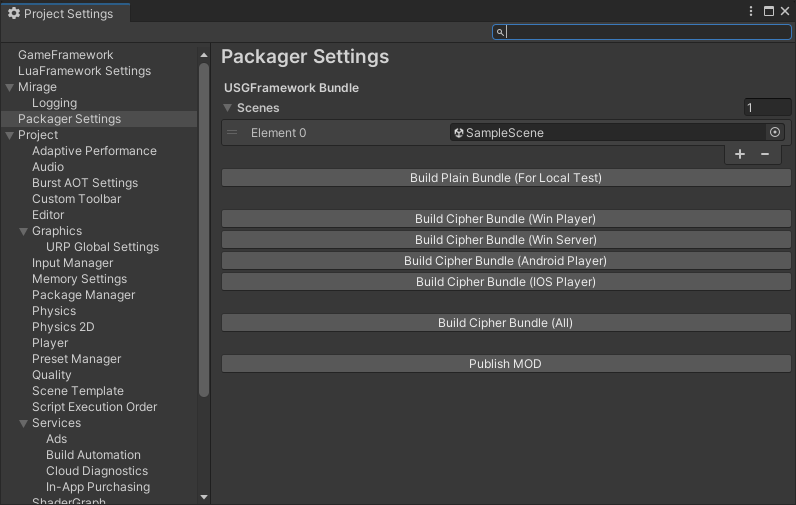 Project Settings
GameFramework
LuaFramework Settings
Mirage
Logging
Packager Settings
Project
Adaptive Performance
Audio
Burst AOT Settings
Custom Toolbar
Editor
Graphics
URP Global Settings
Input Manager
Memory Settings
Package Manager
Physics
Physics 2D
Player
Preset Manager
Quality
Scene Template
Script Execution Order
Services
Ads
Build Automation
Cloud Diagnostics
In-App Purchasing
ShaderGraph
Packager Settings
USGFramework Bundle
Scenes 1
Element 0 SampleScene
+ −
Build Plain Bundle (For Local Test)
Build Cipher Bundle (Win Player)
Build Cipher Bundle (Win Server)
Build Cipher Bundle (Android Player)
Build Cipher Bundle (IOS Player)
Build Cipher Bundle (All)
Publish MOD